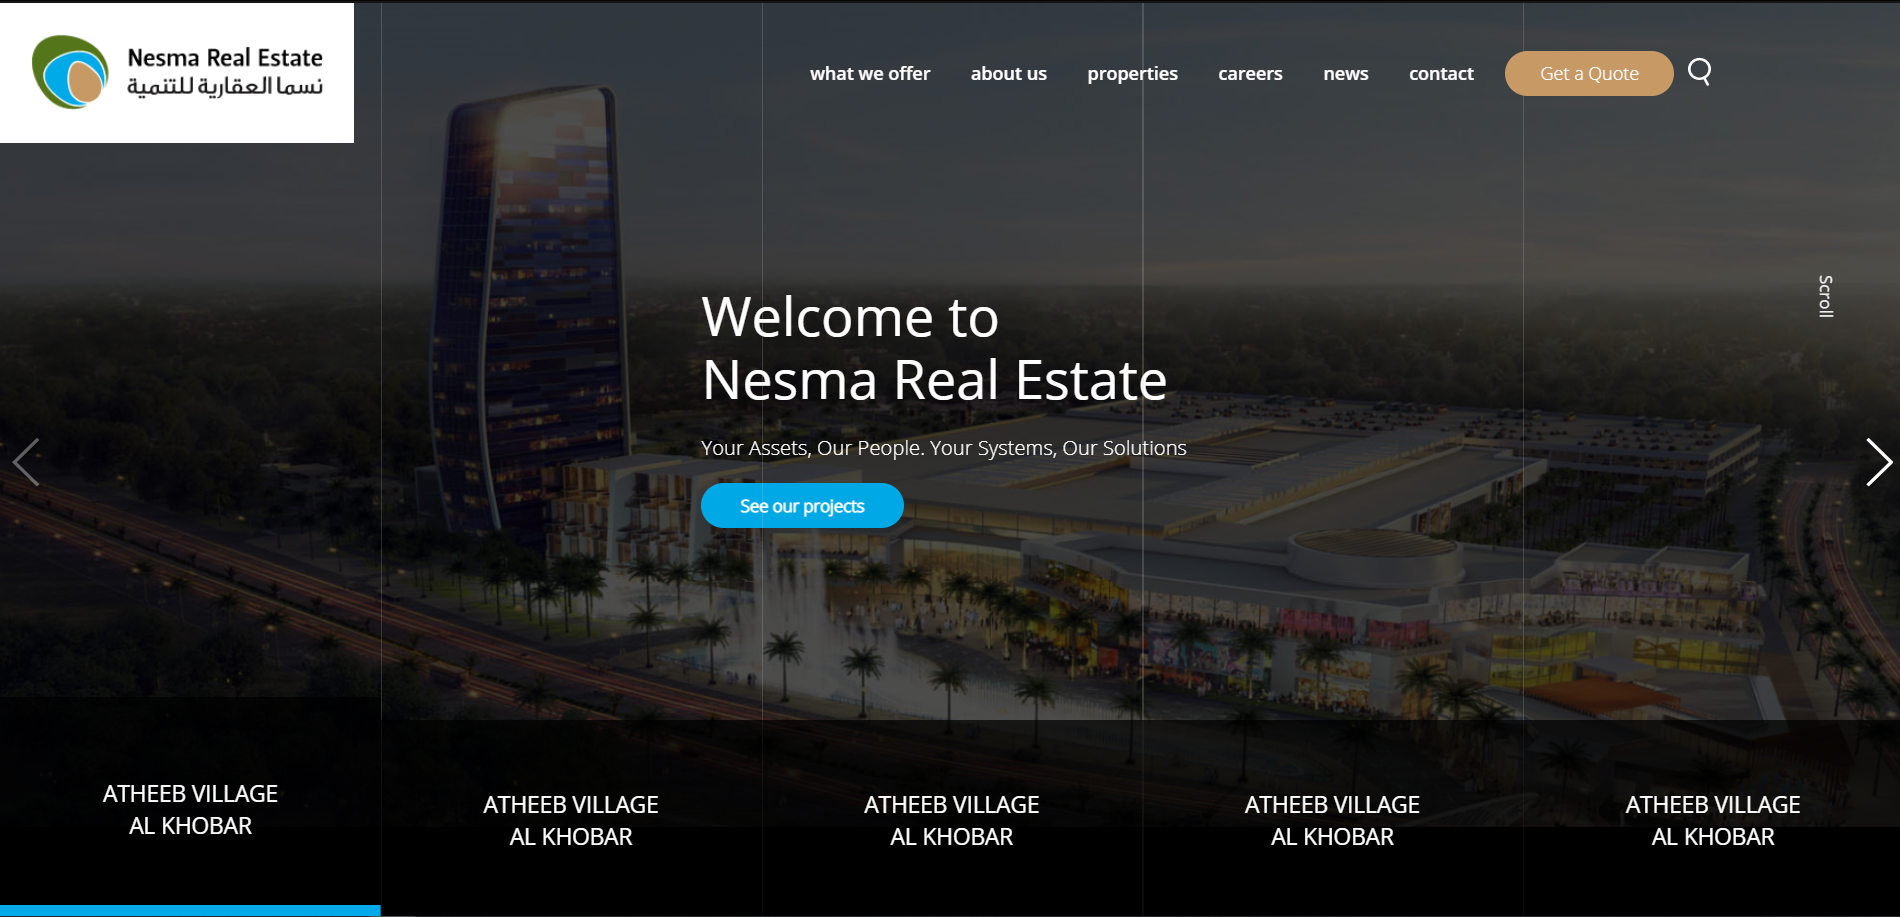 Nesma Real Estate
نسما العقارية للتنمية
what we offer
about us
properties
careers
news
contact
Get a Quote
Scroll
Welcome to
Nesma Real Estate
Your Assets, Our People. Your Systems, Our Solutions
See our projects
ATHEEB VILLAGE
AL KHOBAR
ATHEEB VILLAGE
AL KHOBAR
ATHEEB VILLAGE
AL KHOBAR
ATHEEB VILLAGE
AL KHOBAR
ATHEEB VILLAGE
AL KHOBAR